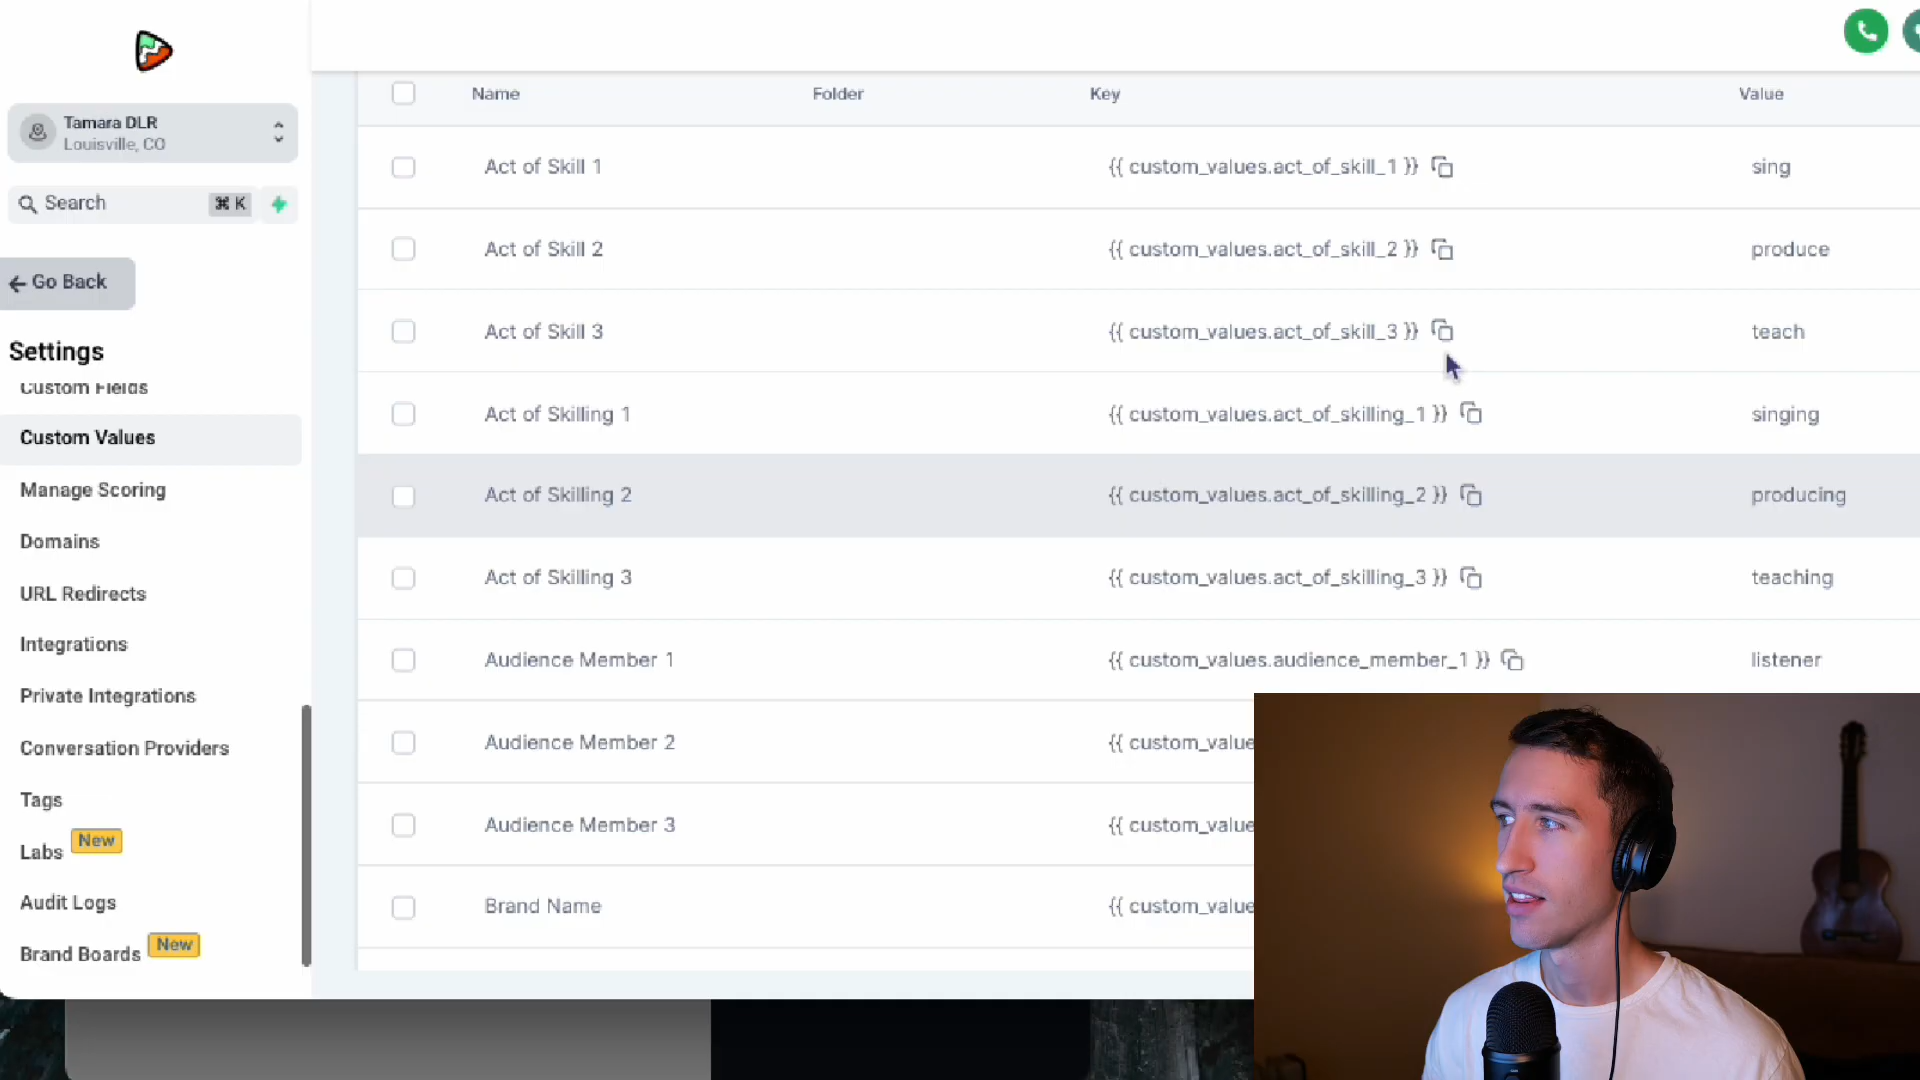 Tamara DLR
Louisville, CO
Search ⌘ K
Go Back
Settings
Custom Fields
Custom Values
Manage Scoring
Domains
URL Redirects
Integrations
Private Integrations
Conversation Providers
Tags
Labs New
Audit Logs
Brand Boards New
Name Folder Key Value
Act of Skill 1 {{ custom_values.act_of_skill_1 }} sing
Act of Skill 2 {{ custom_values.act_of_skill_2 }} produce
Act of Skill 3 {{ custom_values.act_of_skill_3 }} teach
Act of Skilling 1 {{ custom_values.act_of_skilling_1 }} singing
Act of Skilling 2 {{ custom_values.act_of_skilling_2 }} producing
Act of Skilling 3 {{ custom_values.act_of_skilling_3 }} teaching
Audience Member 1 {{ custom_values.audience_member_1 }} listener
Audience Member 2 {{ custom_value
Audience Member 3 {{ custom_value
Brand Name {{ custom_value